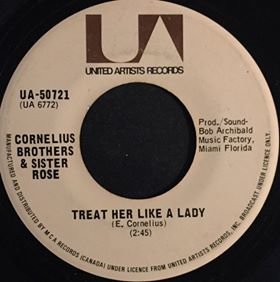 UA
UNITED ARTISTS RECORDS
UA-50721
(UA 6772)
Prod./Sound-
Bob Archibald
Music Factory,
Miami Florida
CORNELIUS
BROTHERS
& SISTER
ROSE
TREAT HER LIKE A LADY
(E. Cornelius)
(2:45)
MANUFACTURED AND DISTRIBUTED BY M C A RECORDS (CANADA) UNDER LICENCE FROM UNITED ARTISTS RECORDS, INC. BROADCAST UNDER LICENCE ONLY.